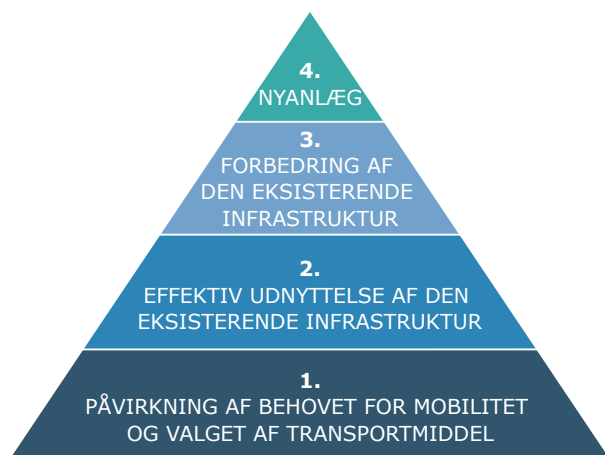 4.
NYANLÆG
3.
FORBEDRING AF
DEN EKSISTERENDE
INFRASTRUKTUR
2.
EFFEKTIV UDNYTTELSE AF DEN
EKSISTERENDE INFRASTRUKTUR
1.
PÅVIRKNING AF BEHOVET FOR MOBILITET
OG VALGET AF TRANSPORTMIDDEL